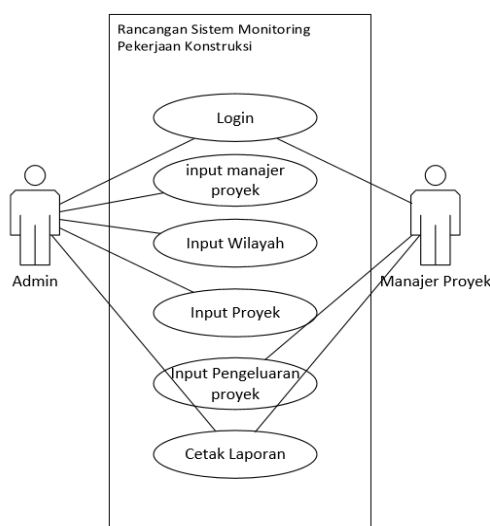 Rancangan Sistem Monitoring
Pekerjaan Konstruksi
Login
input manajer
proyek
Input Wilayah
Admin
Manajer Proyek
Input Proyek
Input Pengeluaran
proyek
Cetak Laporan